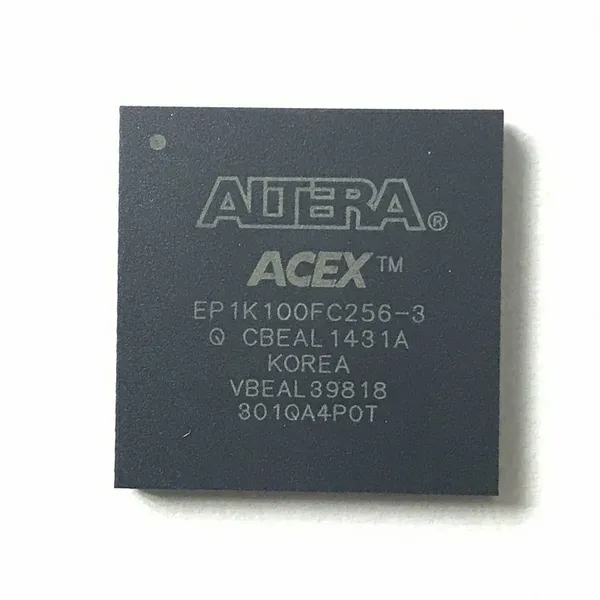 ALTERA®
ACEX™
EP1K100FC256-3
Q CBEAL1431A
KOREA
VBEAL39818
301QA4P0T